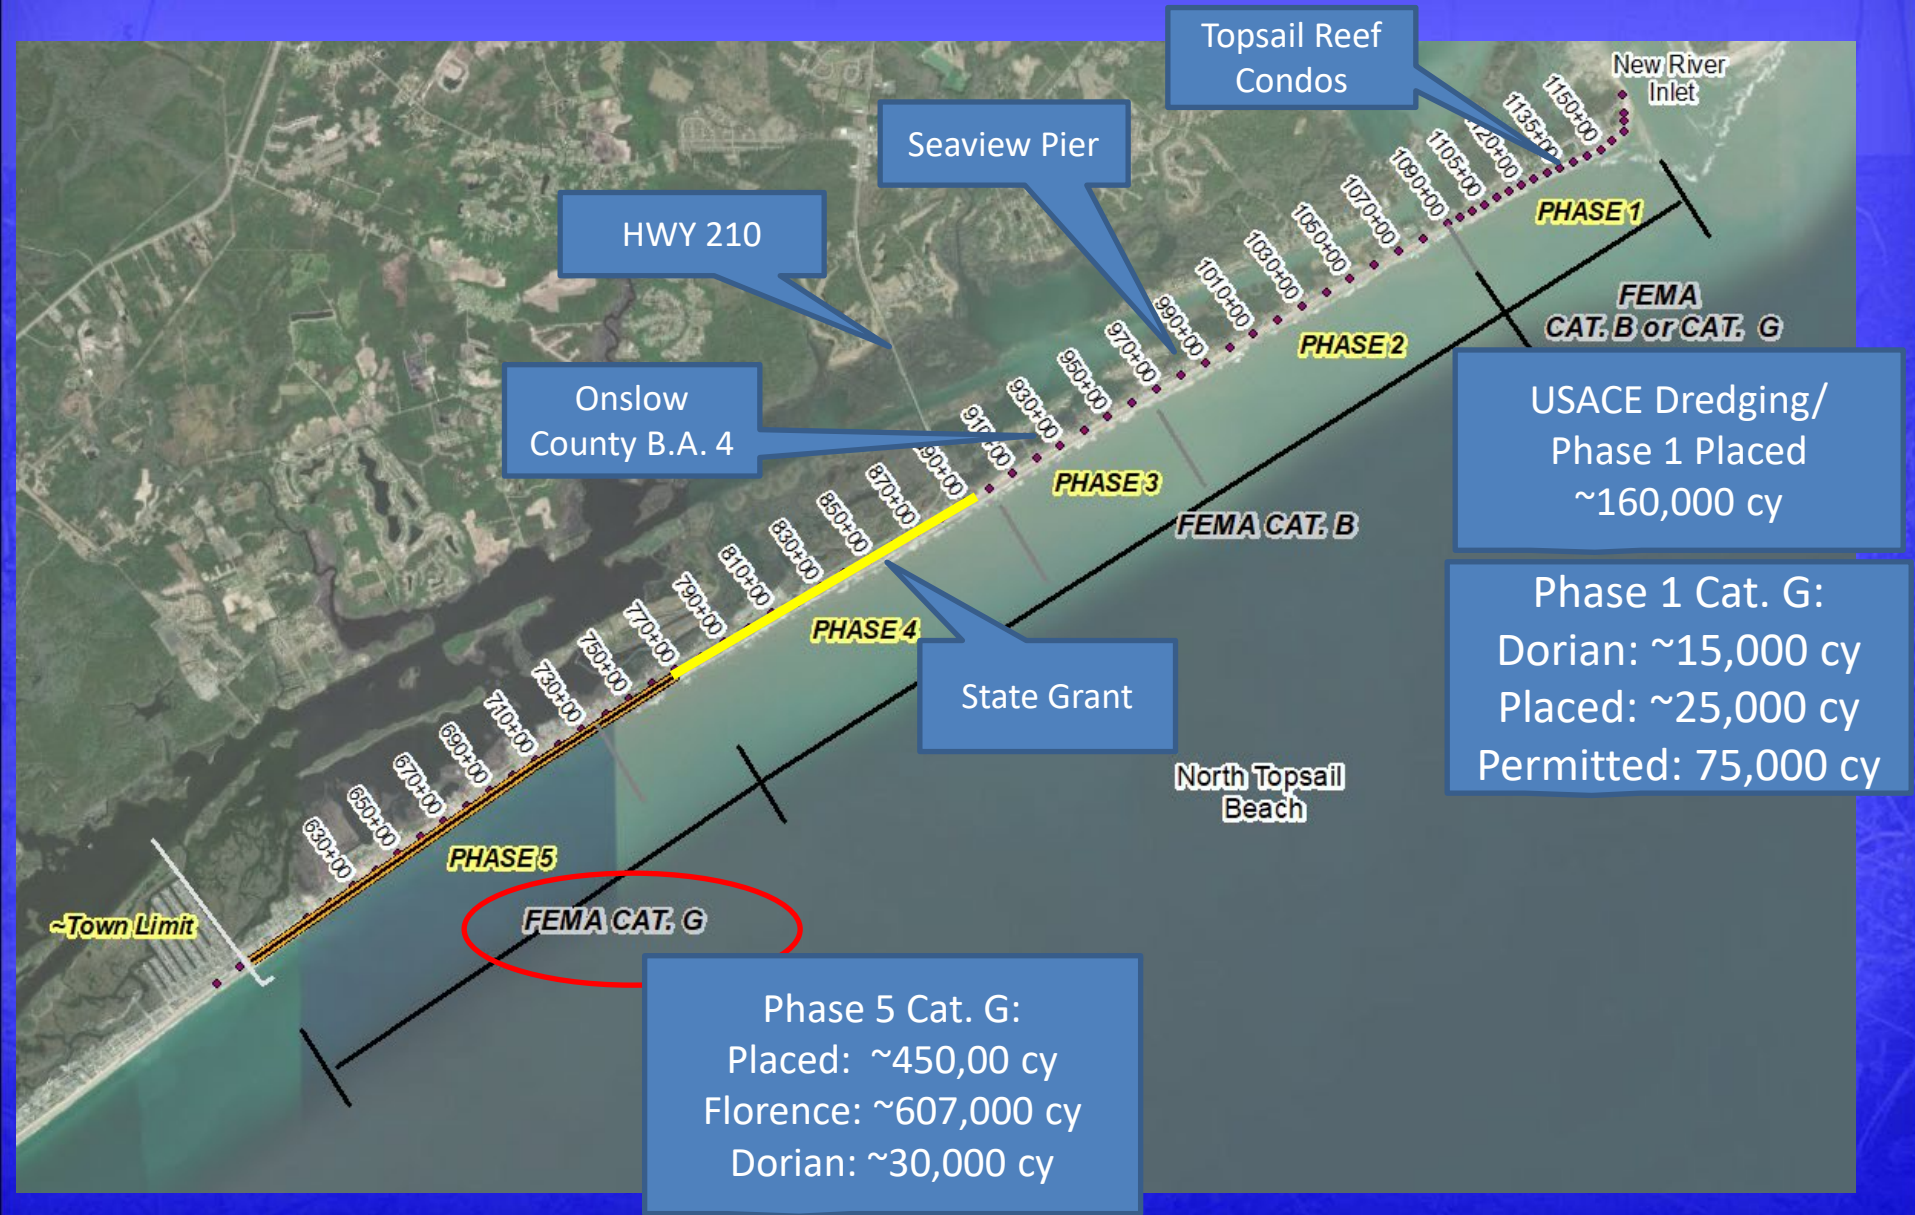 Topsail Reef
Condos
New River
Inlet
Seaview Pier
HWY 210
Onslow
County B.A. 4
1150+00
1135+00
120+00
1105+00
1090+00
1070+00
1050+00
1030+00
1010+00
990+00
970+00
950+00
930+00
910+00
90+00
870+00
850+00
830+00
810+00
790+00
770+00
750+00
730+00
710+00
690+00
670+00
650+00
630+00
PHASE 1
FEMA
CAT. B or CAT. G
PHASE 2
PHASE 3
FEMA CAT. B
PHASE 4
State Grant
USACE Dredging/
Phase 1 Placed
~160,000 cy
Phase 1 Cat. G:
Dorian: ~15,000 cy
Placed: ~25,000 cy
Permitted: 75,000 cy
North Topsail
Beach
PHASE 5
FEMA CAT. G
~Town Limit
Phase 5 Cat. G:
Placed: ~450,00 cy
Florence: ~607,000 cy
Dorian: ~30,000 cy